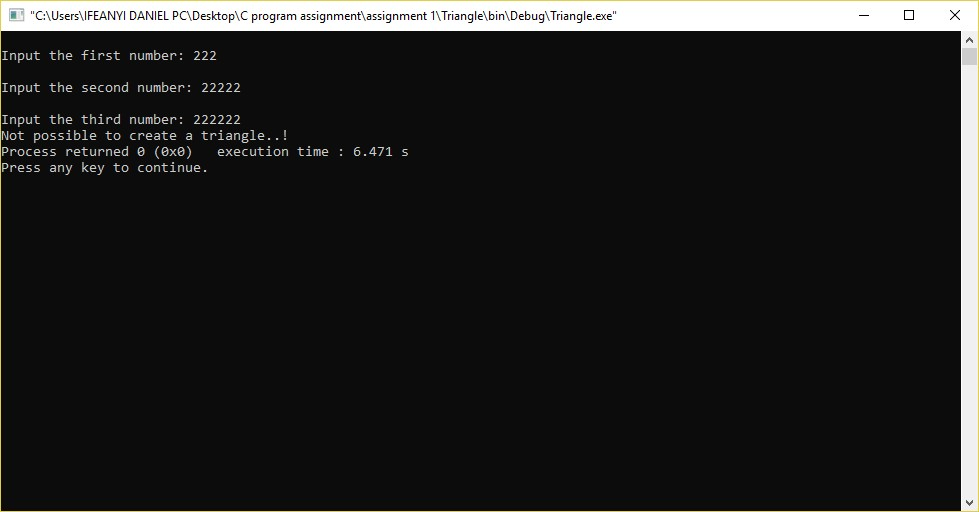 "C:\Users\IFEANYI DANIEL PC\Desktop\C program assignment\assignment 1\Triangle\bin\Debug\Triangle.exe"
Input the first number: 222
Input the second number: 22222
Input the third number: 222222
Not possible to create a triangle..!
Process returned 0 (0x0)   execution time : 6.471 s
Press any key to continue.